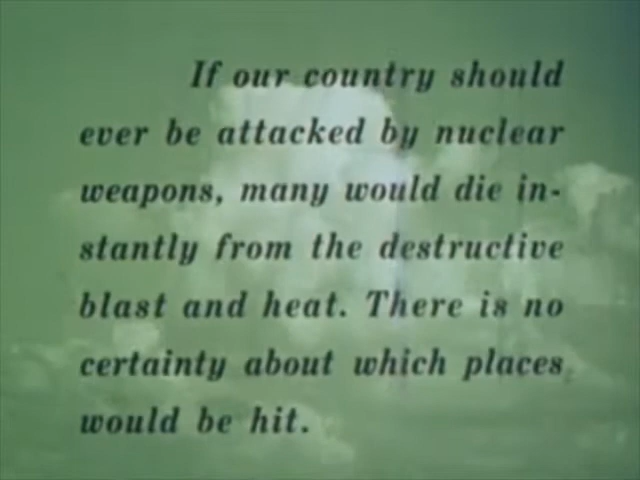 If our country should
ever be attacked by nuclear
weapons, many would die in-
stantly from the destructive
blast and heat. There is no
certainty about which places
would be hit.